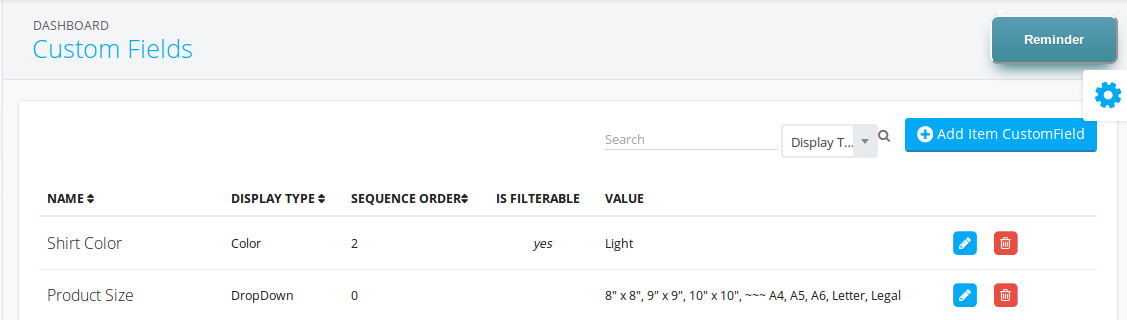 DASHBOARD
Custom Fields
Reminder
Search
Display T...
Add Item CustomField
NAME DISPLAY TYPE SEQUENCE ORDER IS FILTERABLE VALUE
Shirt Color Color 2 yes Light
Product Size DropDown 0 8" x 8", 9" x 9", 10" x 10", ~~~ A4, A5, A6, Letter, Legal